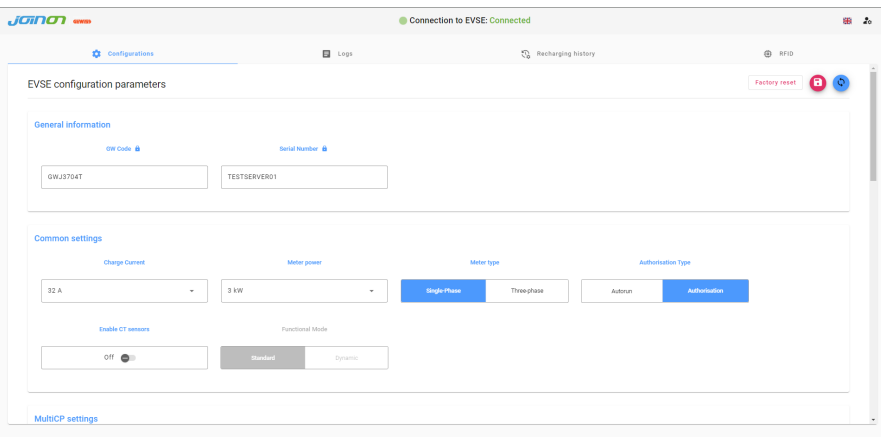 JOINON GEWISS
Connection to EVSE: Connected
Configurations
Logs
Recharging history
RFID
EVSE configuration parameters
Factory reset
General information
GW Code
Serial Number
GWJ3704T
TESTSERVER01
Common settings
Charge Current
Meter power
Meter type
Authorisation Type
32 A
3 kW
Single-Phase
Three-phase
Autorun
Authorisation
Enable CT sensors
Functional Mode
Off
Standard
Dynamic
MultiCP settings